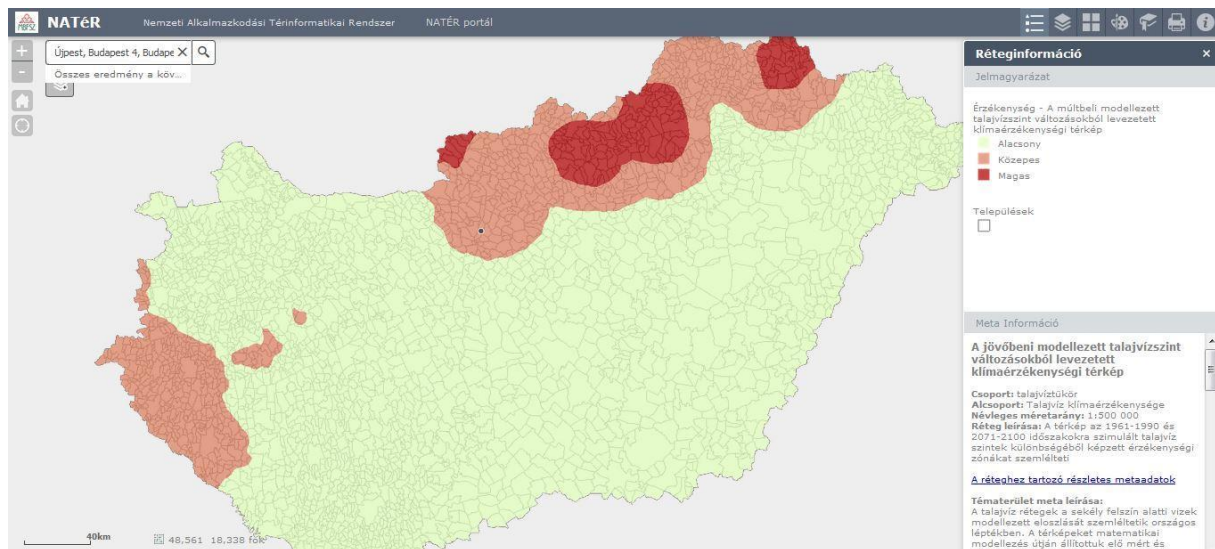 MBFSZ
NATéR
Nemzeti Alkalmazkodási Térinformatikai Rendszer
NATÉR portál
+
-
Újpest, Budapest 4, Budape
Összes eredmény a köv...
Réteginformáció
×
Jelmagyarázat
Érzékenység - A múltbeli modellezett
talajvízszint változásokból levezetett
klímaérzékenységi térkép
Alacsony
Közepes
Magas
Települések
Meta Információ
A jövőbeni modellezett talajvízszint
változásokból levezetett
klímaérzékenységi térkép
Csoport: talajvíztükör
Alcsoport: Talajvíz klímaérzékenysége
Névleges méretarány: 1:500 000
Réteg leírása: A térkép az 1961-1990 és
2071-2100 időszakokra szimulált talajvíz
szintek különbségéből képzett érzékenységi
zónákat szemlélteti
A réteghez tartozó részletes metaadatok
Tématerület meta leírása:
A talajvíz rétegek a sekély felszín alatti vizek
modellezett eloszlását szemléltetik országos
léptékben. A térképeket matematikai
modellezés útján állítottuk elő mért és
40km
48,561 18,338 fok